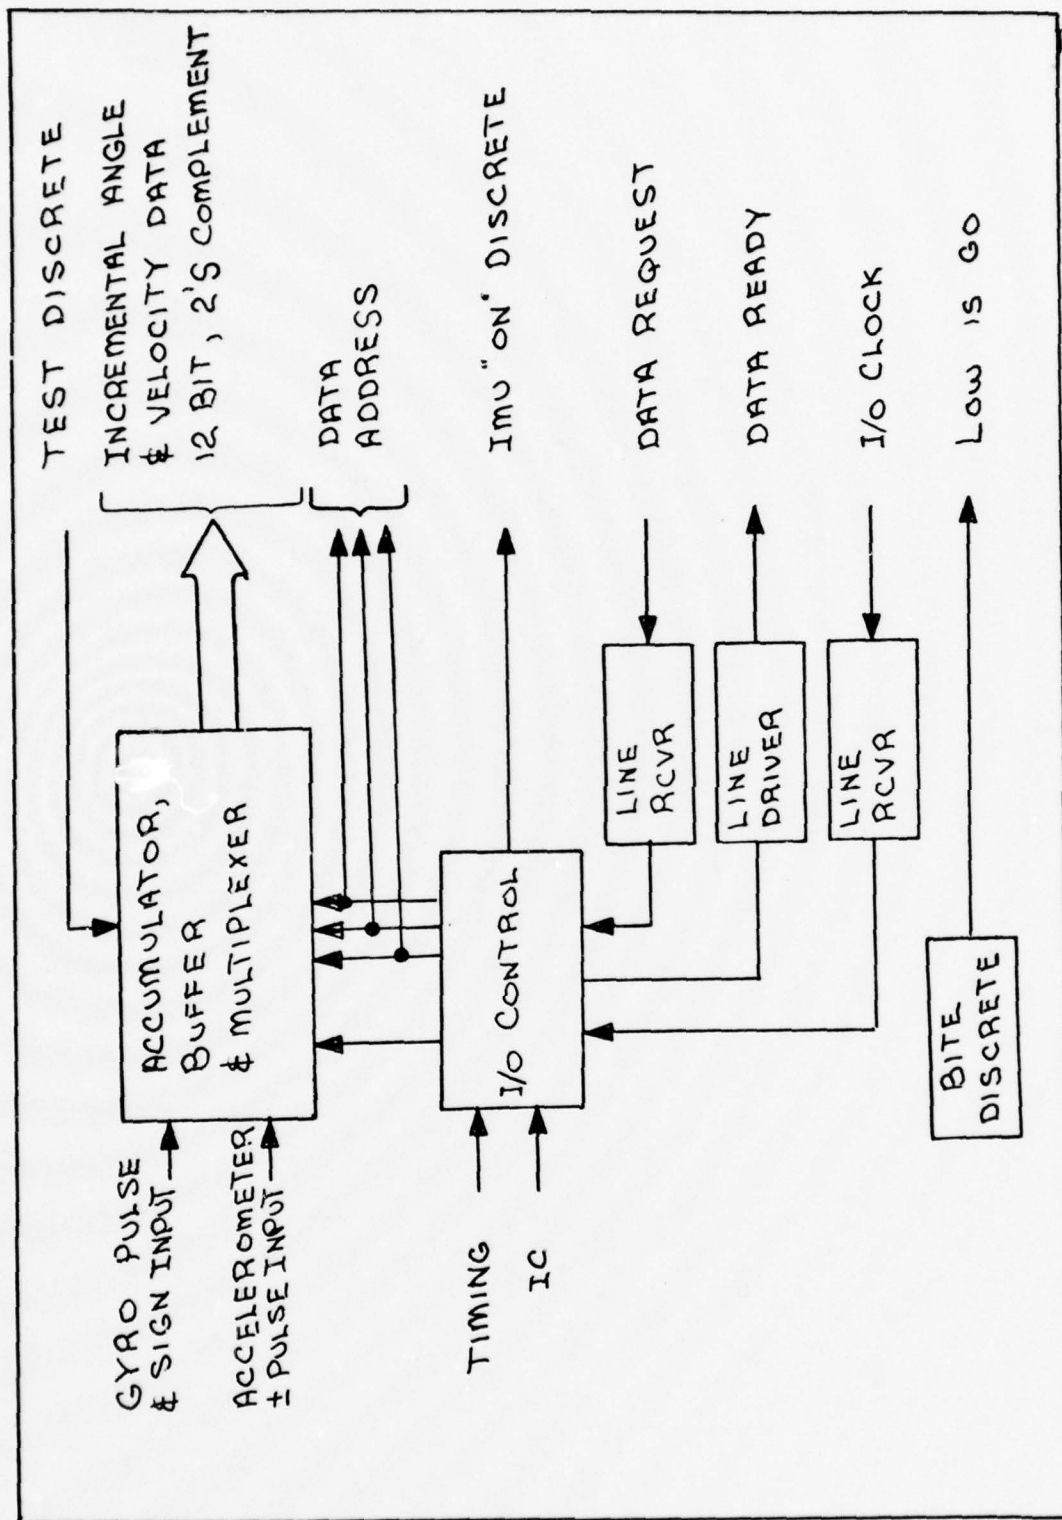 TEST DISCRETE
INCREMENTAL ANGLE
& VELOCITY DATA
12 BIT, 2'S COMPLEMENT
GYRO PULSE
& SIGN INPUT
ACCELEROMETER
± PULSE INPUT
ACCUMULATOR,
BUFFER
& MULTIPLEXER
DATA
ADDRESS
TIMING
IC
I/O CONTROL
IMU "ON" DISCRETE
LINE
RCVR
DATA REQUEST
LINE
DRIVER
DATA READY
LINE
RCVR
I/O CLOCK
BITE
DISCRETE
LOW IS GO